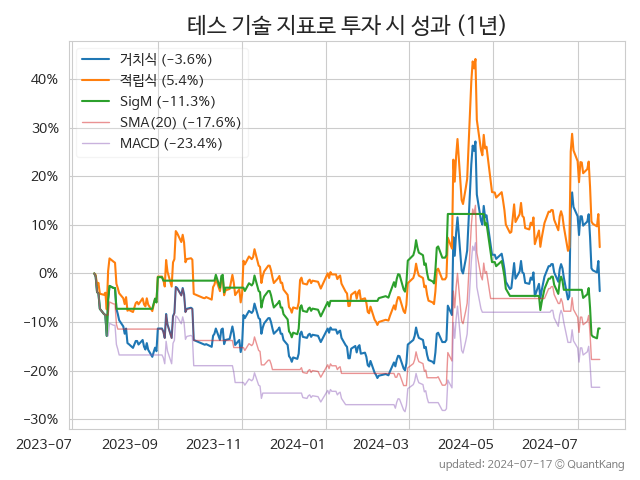 테스 기술 지표로 투자 시 성과 (1년)
거치식 (−3.6%)
적립식 (5.4%)
SigM (−11.3%)
SMA(20) (−17.6%)
MACD (−23.4%)
40%
30%
20%
10%
0%
−10%
−20%
−30%
2023-07 2023-09 2023-11 2024-01 2024-03 2024-05 2024-07
updated: 2024-07-17 ⓒ QuantKang